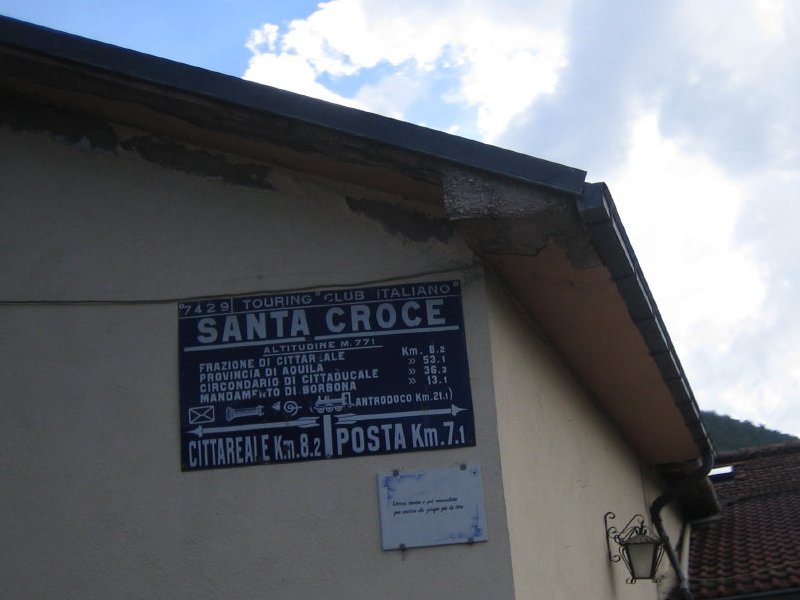 7429 TOURING CLUB ITALIANO
SANTA CROCE
ALTITUDINE M. 771
FRAZIONE DI CITTAREALE Km. 8.2
PROVINCIA DI AQUILA » 53.1
CIRCONDARIO DI CITTADUCALE » 36.3
MANDAMENTO DI BORBONA » 13.1
(ANTRODOCO Km.21.)
CITTAREALE Km.8.2 POSTA Km.7.1